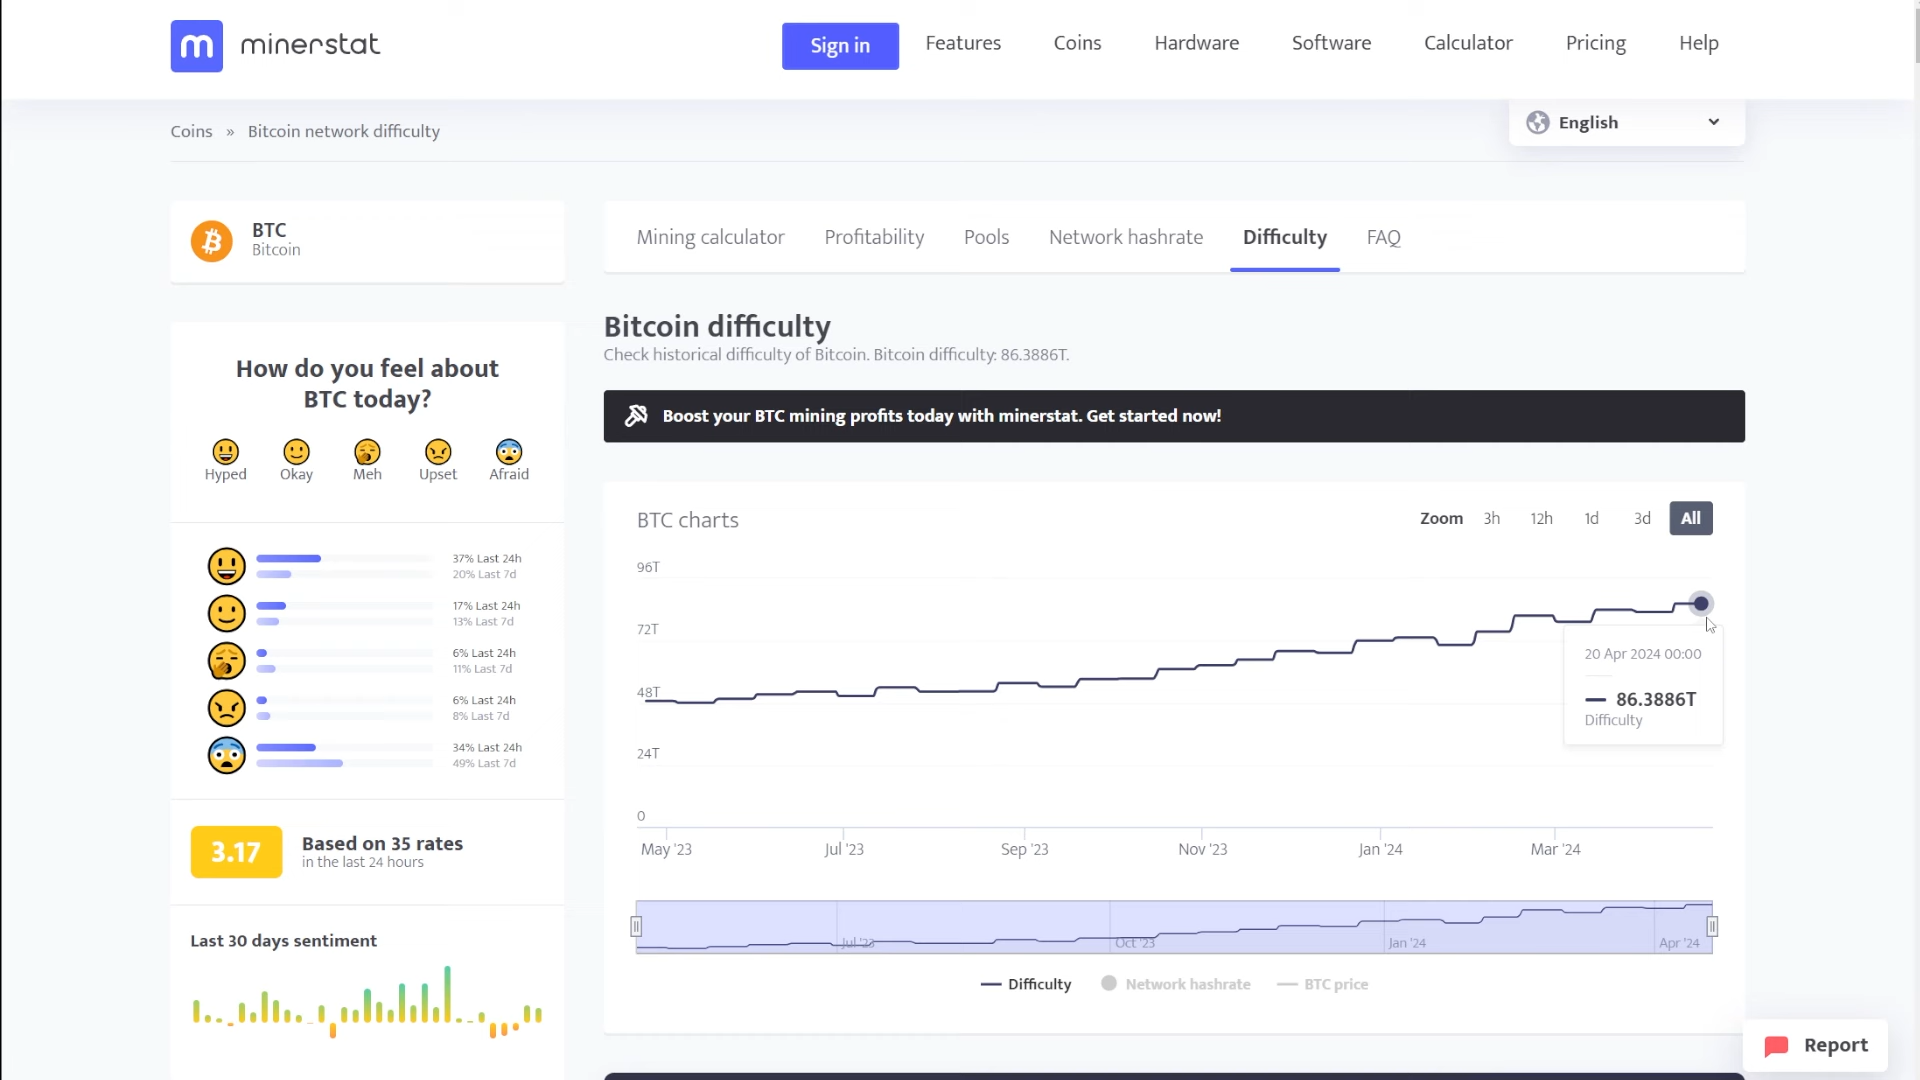 minerstat
Sign in
Features
Coins
Hardware
Software
Calculator
Pricing
Help
Coins » Bitcoin network difficulty
English
BTC
Bitcoin
Mining calculator
Profitability
Pools
Network hashrate
Difficulty
FAQ
How do you feel about
BTC today?
Hyped
Okay
Meh
Upset
Afraid
37% Last 24h
20% Last 7d
17% Last 24h
13% Last 7d
6% Last 24h
11% Last 7d
6% Last 24h
8% Last 7d
34% Last 24h
49% Last 7d
3.17
Based on 35 rates
in the last 24 hours
Last 30 days sentiment
Bitcoin difficulty
Check historical difficulty of Bitcoin. Bitcoin difficulty: 86.3886T.
Boost your BTC mining profits today with minerstat. Get started now!
BTC charts
Zoom
3h
12h
1d
3d
All
96T
72T
48T
24T
0
20 Apr 2024 00:00
86.3886T
Difficulty
May '23
Jul '23
Sep '23
Nov '23
Jan '24
Mar '24
Jul '23
Oct '23
Jan '24
Apr '24
Difficulty
Network hashrate
BTC price
Report